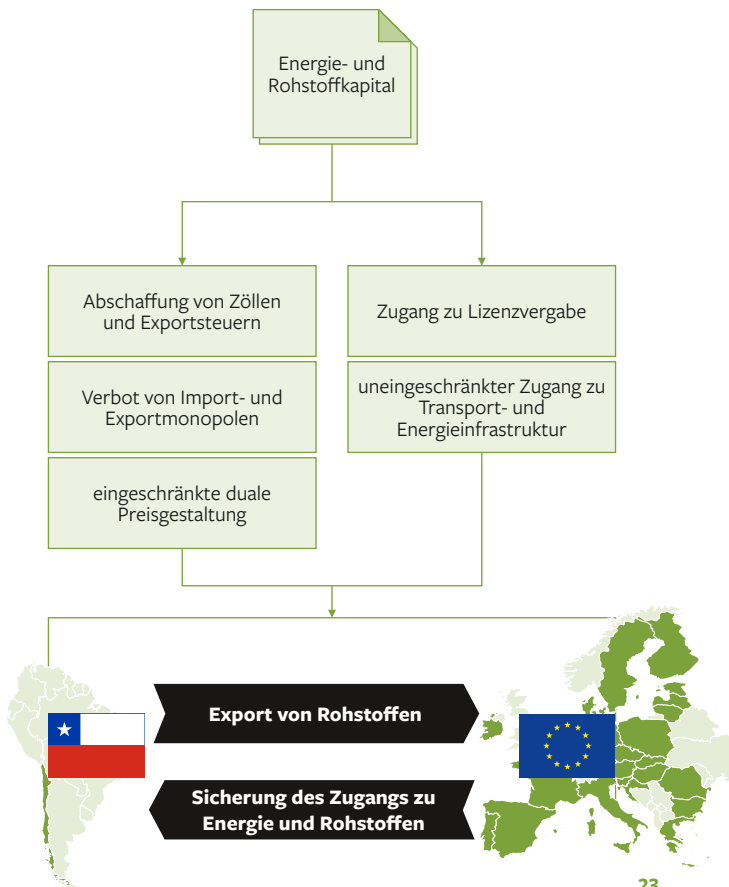 Energie- und
Rohstoffkapital
Abschaffung von Zöllen
und Exportsteuern
Verbot von Import- und
Exportmonopolen
eingeschränkte duale
Preisgestaltung
Zugang zu Lizenzvergabe
uneingeschränkter Zugang zu
Transport- und
Energieinfrastruktur
Export von Rohstoffen
Sicherung des Zugangs zu
Energie und Rohstoffen
23